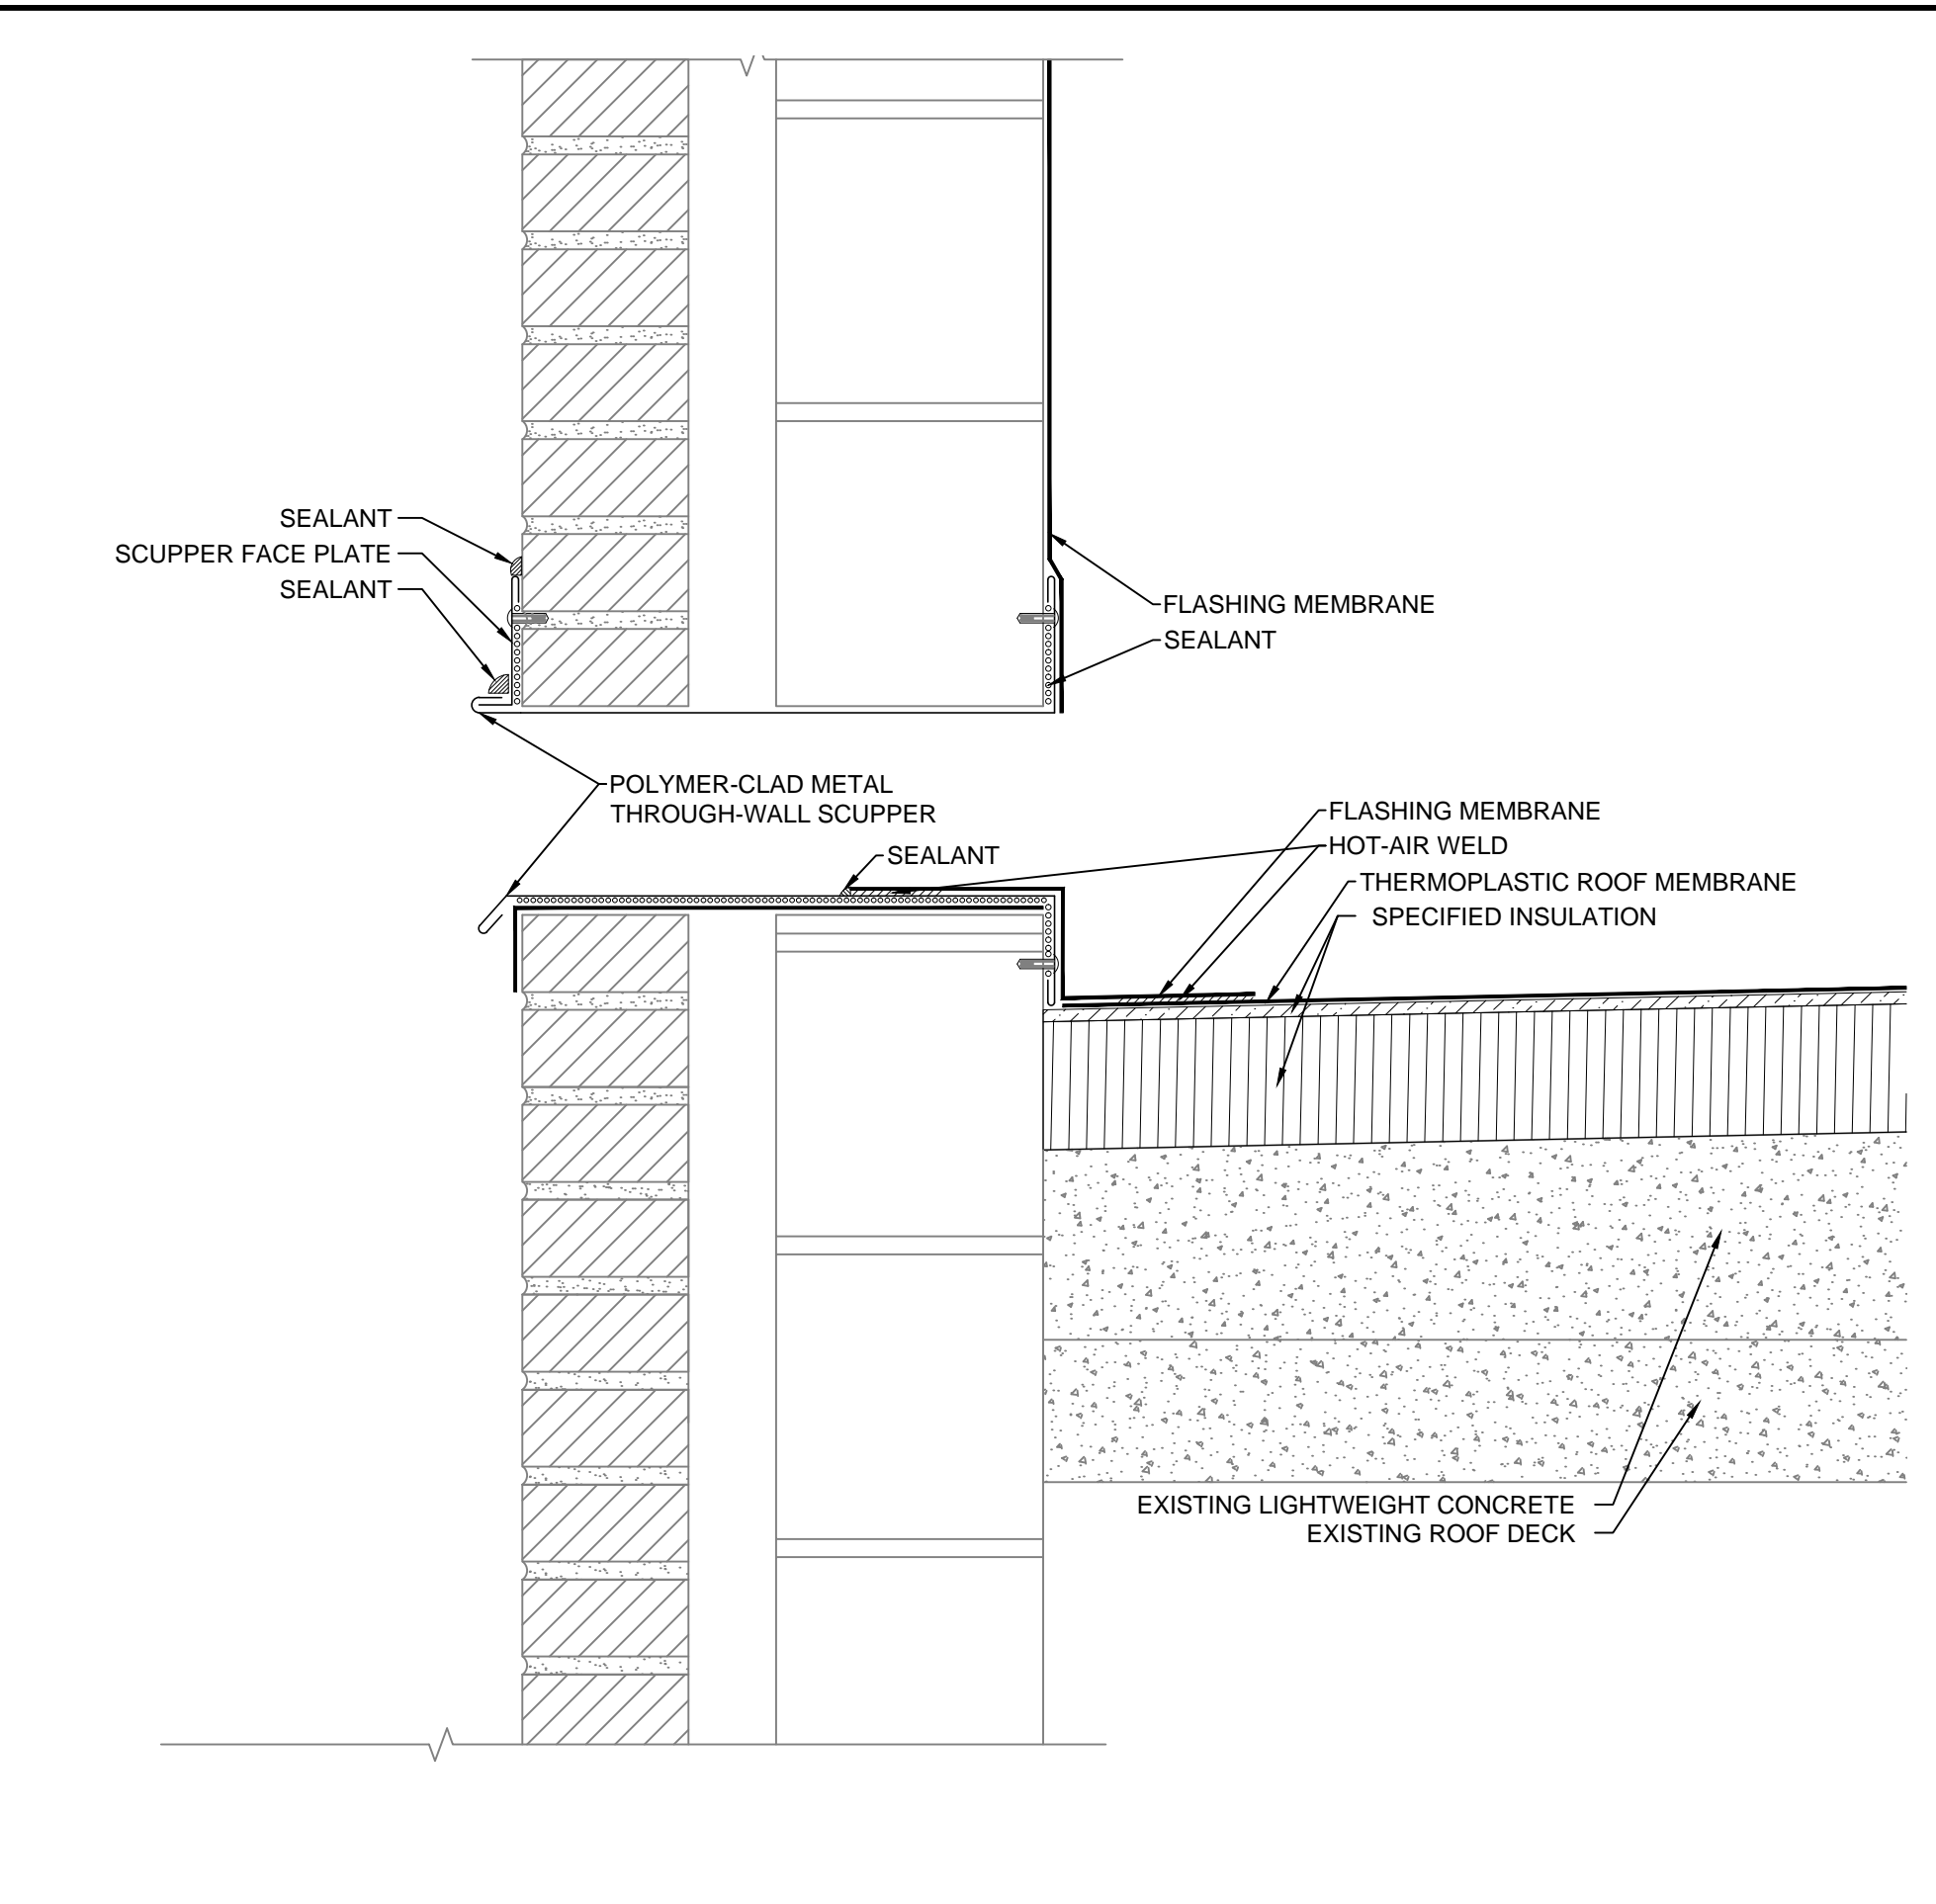 SEALANT
SCUPPER FACE PLATE
SEALANT
FLASHING MEMBRANE
SEALANT
POLYMER-CLAD METAL
THROUGH-WALL SCUPPER
SEALANT
FLASHING MEMBRANE
HOT-AIR WELD
THERMOPLASTIC ROOF MEMBRANE
SPECIFIED INSULATION
EXISTING LIGHTWEIGHT CONCRETE
EXISTING ROOF DECK